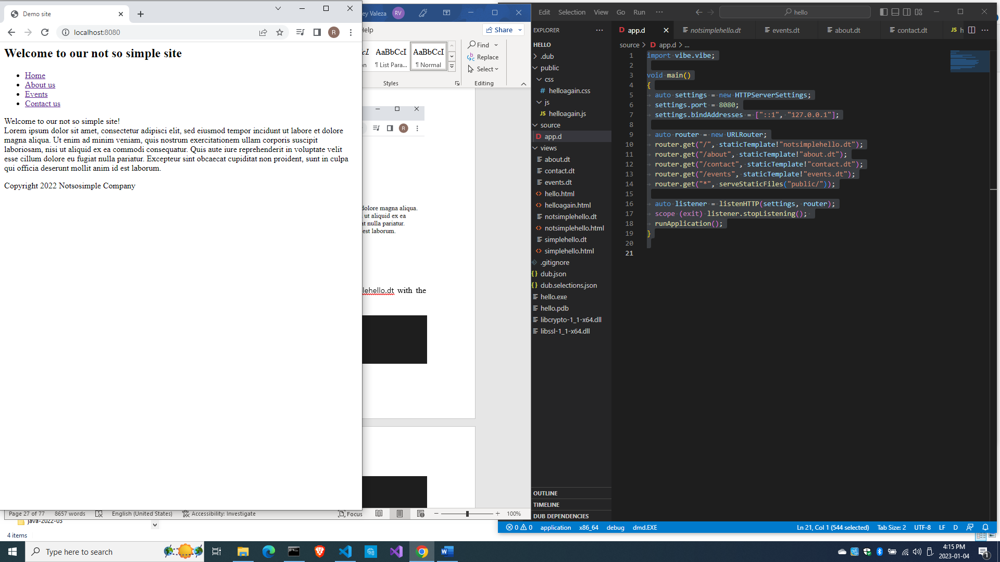 Demo site
localhost:8080
R
Welcome to our not so simple site
Home
About us
Events
Contact us
Welcome to our not so simple site!
Lorem ipsum dolor sit amet, consectetur adipisci elit, sed eiusmod tempor incidunt ut labore et dolore
magna aliqua. Ut enim ad minim veniam, quis nostrum exercitationem ullam corporis suscipit
laboriosam, nisi ut aliquid ex ea commodi consequatur. Quis aute iure reprehenderit in voluptate velit
esse cillum dolore eu fugiat nulla pariatur. Excepteur sint obcaecat cupiditat non proident, sunt in culpa
qui officia deserunt mollit anim id est laborum.
Copyright 2022 Notsosimple Company
ey Valeza RV
Help
Share
AaBbCcI AaBbCcI
¶ List Para... ¶ Normal
Styles
Find
Replace
Select
Editing
R
dolore magna aliqua.
ut aliquid ex ea
at nulla pariatur.
est laborum.
lehello.dt with the
Page 27 of 77 8657 words English (United States) Accessibility: Investigate Focus 100%
java-2022-03
4 items
Edit Selection View Go Run ···
hello
EXPLORER
HELLO
.dub
public
css
# helloagain.css
js
JS helloagain.js
source
D app.d
views
about.dt
contact.dt
events.dt
<> hello.html
<> helloagain.html
notsimplehello.dt
<> notsimplehello.html
simplehello.dt
<> simplehello.html
.gitignore
{} dub.json
{} dub.selections.json
hello.exe
hello.pdb
libcrypto-1_1-x64.dll
libssl-1_1-x64.dll
OUTLINE
TIMELINE
DUB DEPENDENCIES
D app.d notsimplehello.dt events.dt about.dt contact.dt JS h
source > D app.d > ...
1 import vibe.vibe;
2
3 void main()
4 {
5 auto settings = new HTTPServerSettings;
6 settings.port = 8080;
7 settings.bindAddresses = ["::1", "127.0.0.1"];
8
9 auto router = new URLRouter;
10 router.get("/", staticTemplate!"notsimplehello.dt");
11 router.get("/about", staticTemplate!"about.dt");
12 router.get("/contact", staticTemplate!"contact.dt");
13 router.get("/events", staticTemplate!"events.dt");
14 router.get("*", serveStaticFiles("public/"));
15
16 auto listener = listenHTTP(settings, router);
17 scope (exit) listener.stopListening();
18 runApplication();
19 }
20
21
0 0 application x86_64 debug dmd.EXE Ln 21, Col 1 (544 selected) Tab Size: 2 UTF-8 LF D
Type here to search
4:15 PM
2023-01-04
1